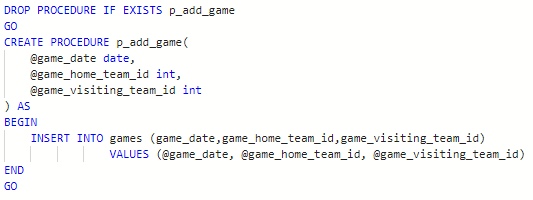 DROP PROCEDURE IF EXISTS p_add_game
GO
CREATE PROCEDURE p_add_game(
    @game_date date,
    @game_home_team_id int,
    @game_visiting_team_id int
) AS
BEGIN
    INSERT INTO games (game_date,game_home_team_id,game_visiting_team_id)
                VALUES (@game_date, @game_home_team_id, @game_visiting_team_id)
END
GO